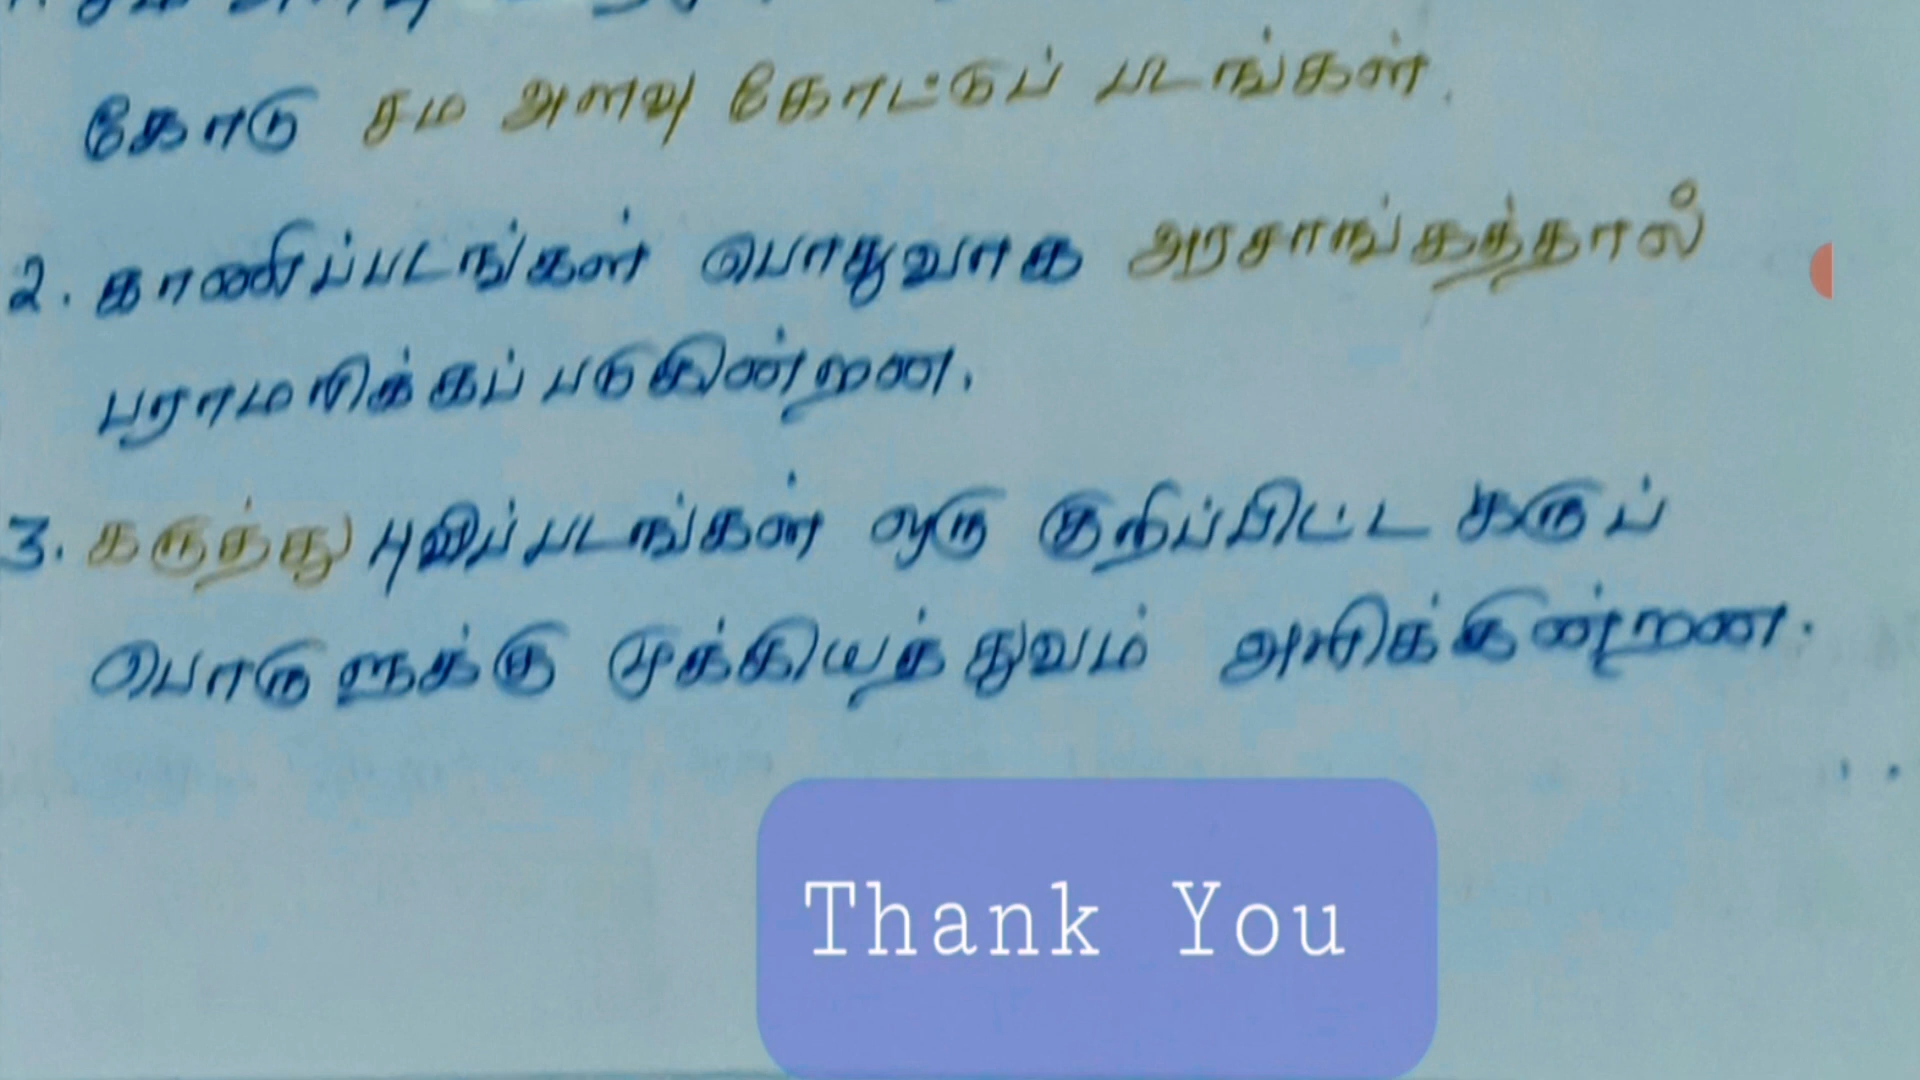 கோடு சம அளவு கோட்டுப் படங்கள்.
2. காணிப்படங்கள் பொதுவாக அரசாங்கத்தால்
பராமரிக்கப் படுகின்றன.
3. கருத்து புவிப்படங்கள் ஒரு குறிப்பிட்ட கருப்
பொருளுக்கு முக்கியத்துவம் அளிக்கின்றன.
Thank You